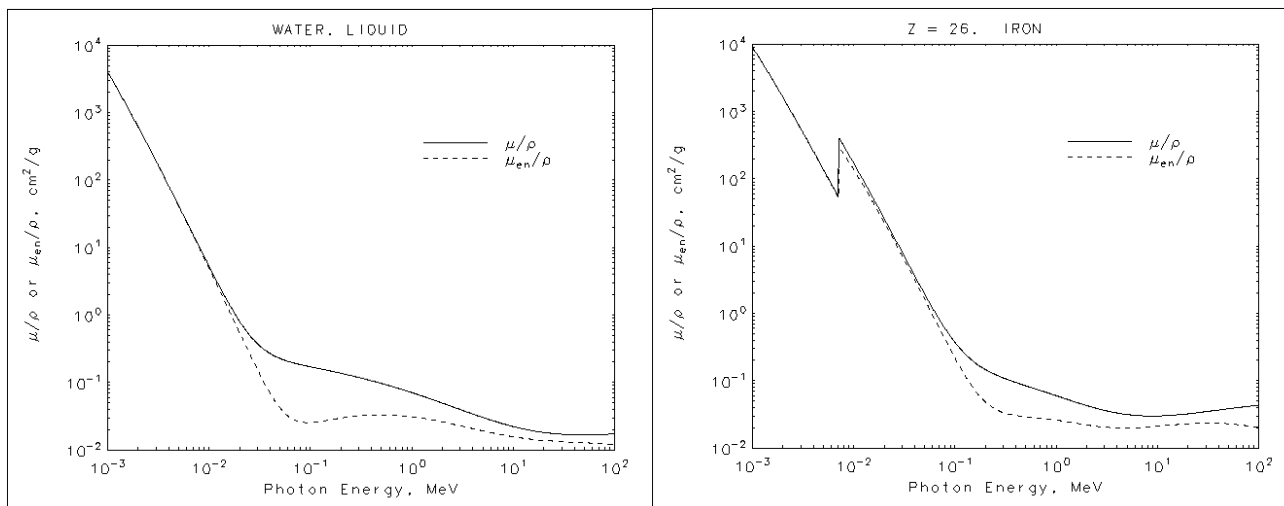 WATER, LIQUID
10⁴
10³
10²
10¹
10⁰
10⁻¹
10⁻²
μ/ρ or μen/ρ, cm²/g
μ/ρ
μen/ρ
10⁻³ 10⁻² 10⁻¹ 10⁰ 10¹ 10²
Photon Energy, MeV
Z = 26, IRON
10⁴
10³
10²
10¹
10⁰
10⁻¹
10⁻²
μ/ρ or μen/ρ, cm²/g
μ/ρ
μen/ρ
10⁻³ 10⁻² 10⁻¹ 10⁰ 10¹ 10²
Photon Energy, MeV